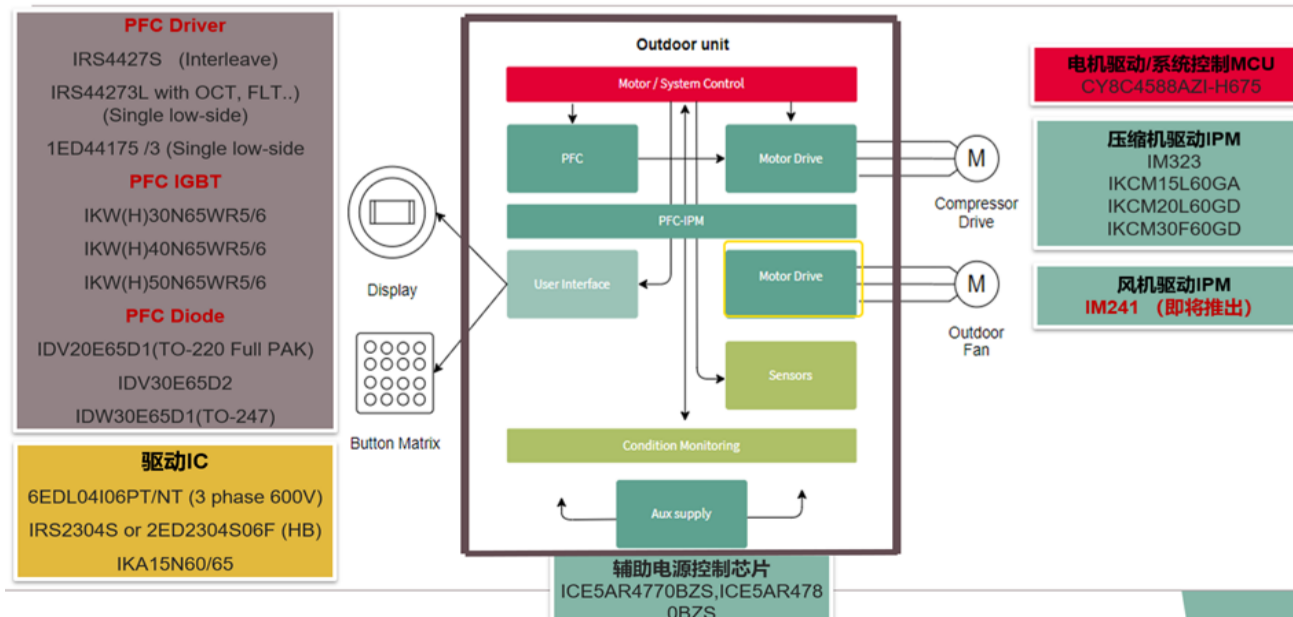 PFC Driver
IRS4427S (Interleave)
IRS44273L with OCT, FLT..)
(Single low-side)
1ED44175 /3 (Single low-side
PFC IGBT
IKW(H)30N65WR5/6
IKW(H)40N65WR5/6
IKW(H)50N65WR5/6
PFC Diode
IDV20E65D1(TO-220 Full PAK)
IDV30E65D2
IDW30E65D1(TO-247)
驱动IC
6EDL04I06PT/NT (3 phase 600V)
IRS2304S or 2ED2304S06F (HB)
IKA15N60/65
Display
Button Matrix
Outdoor unit
Motor / System Control
PFC
Motor Drive
PFC-IPM
User Interface
Motor Drive
Sensors
Condition Monitoring
Aux supply
辅助电源控制芯片
ICE5AR4770BZS,ICE5AR478
0BZS
M
Compressor
Drive
M
Outdoor
Fan
电机驱动/系统控制MCU
CY8C4588AZI-H675
压缩机驱动IPM
IM323
IKCM15L60GA
IKCM20L60GD
IKCM30F60GD
风机驱动IPM
IM241 （即将推出）